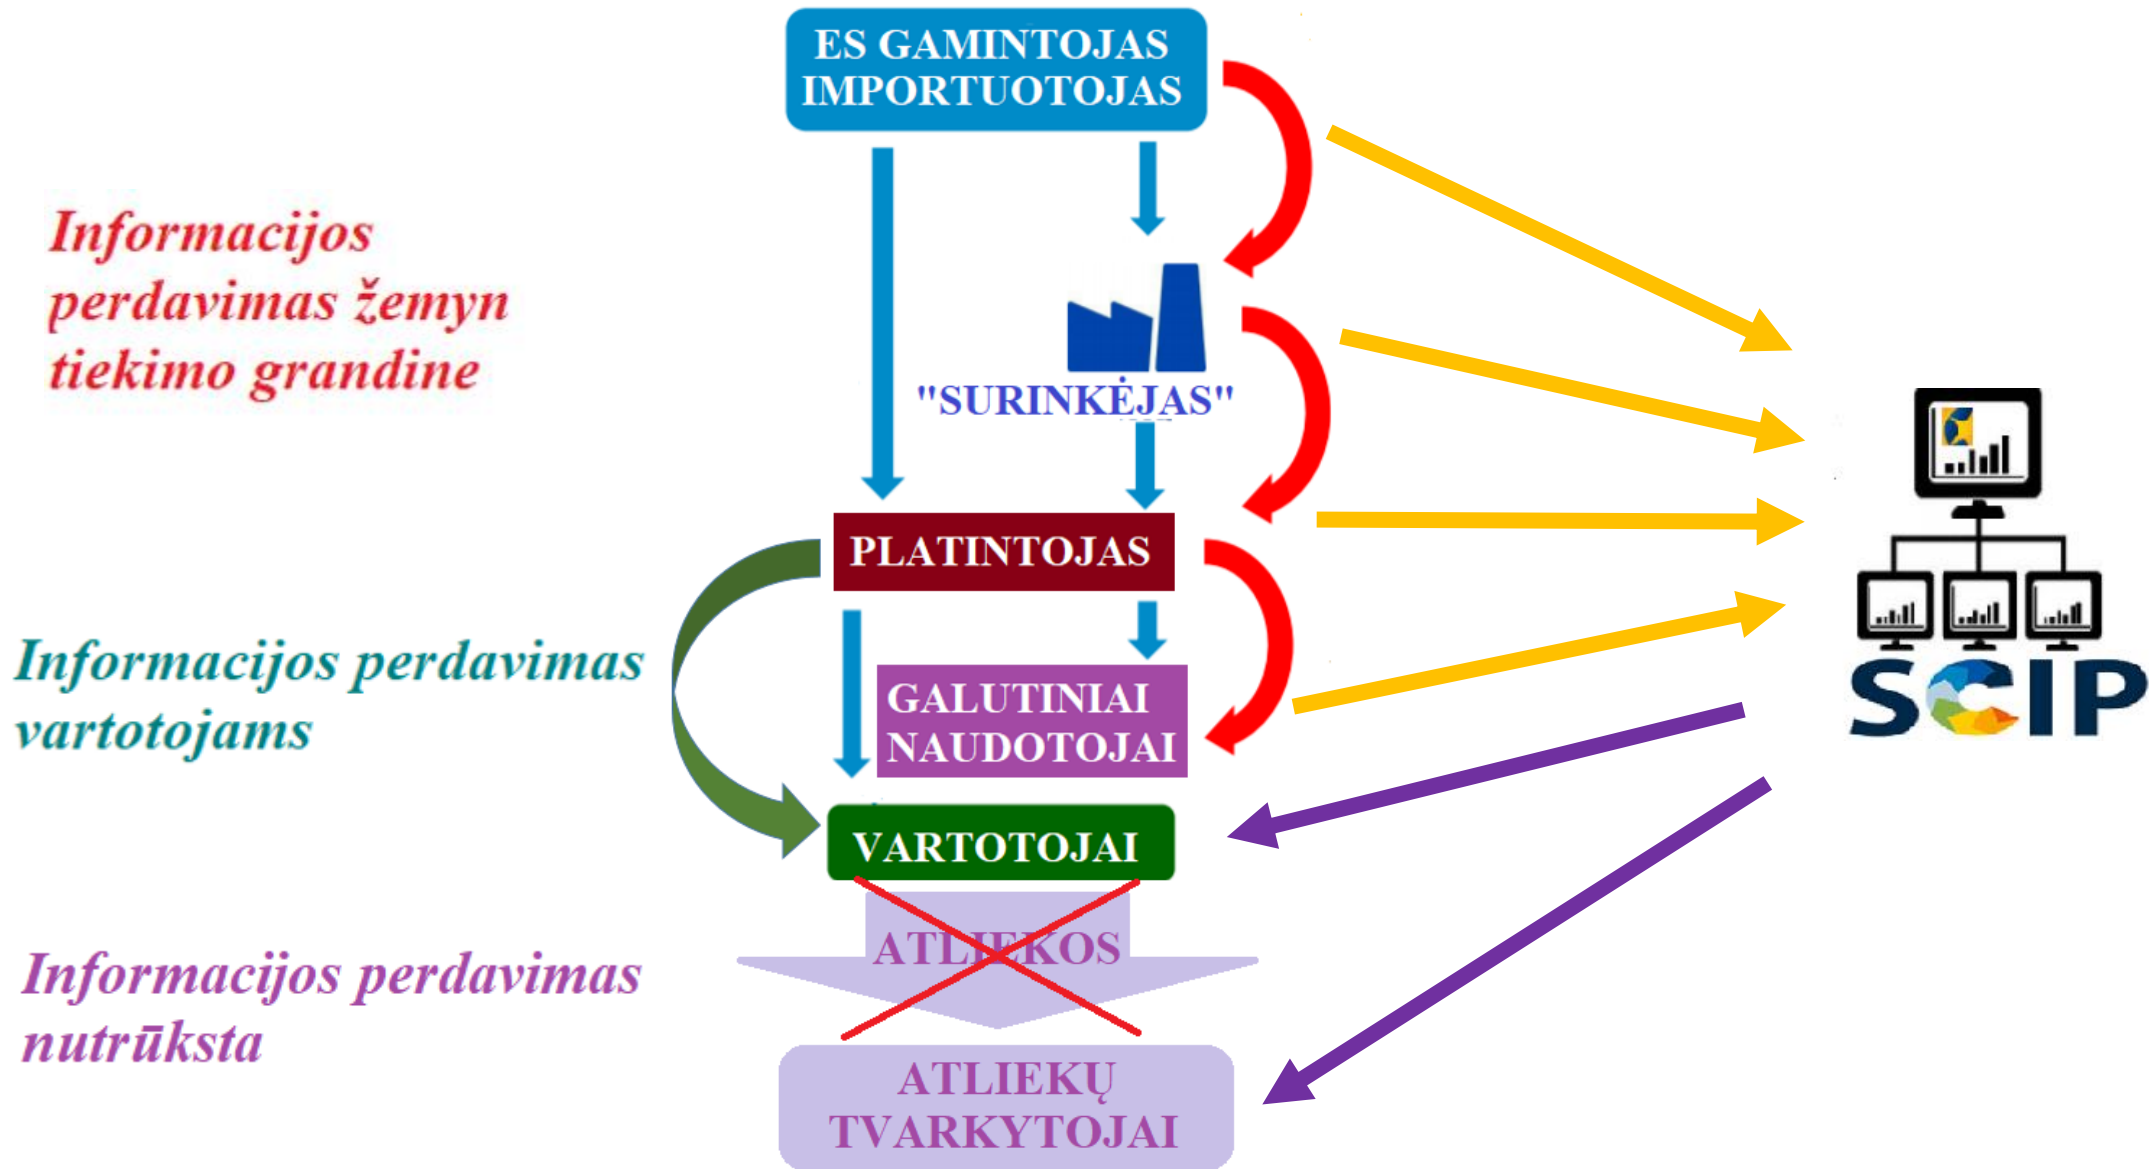 ES GAMINTOJAS
IMPORTUOTOJAS
Informacijos
perdavimas žemyn
tiekimo grandine
"SURINKĖJAS"
PLATINTOJAS
Informacijos perdavimas
vartotojams
GALUTINIAI
NAUDOTOJAI
SCIP
VARTOTOJAI
ATLIEKOS
Informacijos perdavimas
nutrūksta
ATLIEKŲ
TVARKYTOJAI